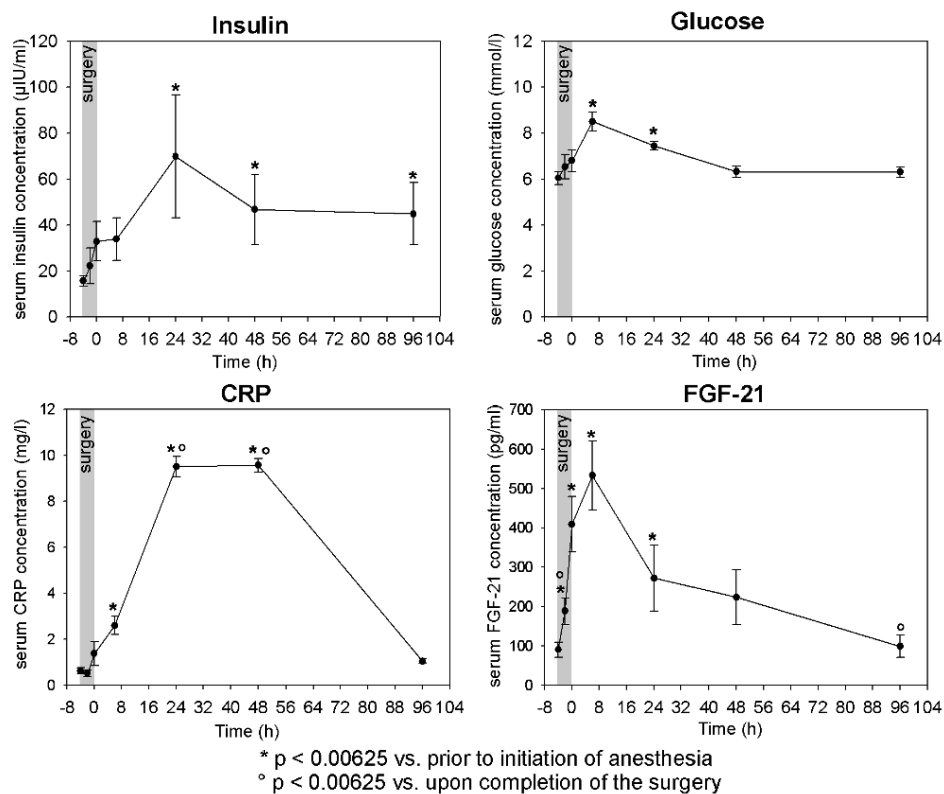 Insulin
serum insulin concentration (µIU/ml)
120
100
80
60
40
20
0
surgery
*
*
*
-8 0 8 16 24 32 40 48 56 64 72 80 88 96 104
Time (h)
Glucose
serum glucose concentration (mmol/l)
12
10
8
6
4
2
0
surgery
*
*
-8 0 8 16 24 32 40 48 56 64 72 80 88 96 104
Time (h)
CRP
serum CRP concentration (mg/l)
12
10
8
6
4
2
0
surgery
*
*°
*°
-8 0 8 16 24 32 40 48 56 64 72 80 88 96 104
Time (h)
FGF-21
serum FGF-21 concentration (pg/ml)
700
600
500
400
300
200
100
0
surgery
°
*
*
*
*
°
-8 0 8 16 24 32 40 48 56 64 72 80 88 96 104
Time (h)
* p < 0.00625 vs. prior to initiation of anesthesia
° p < 0.00625 vs. upon completion of the surgery